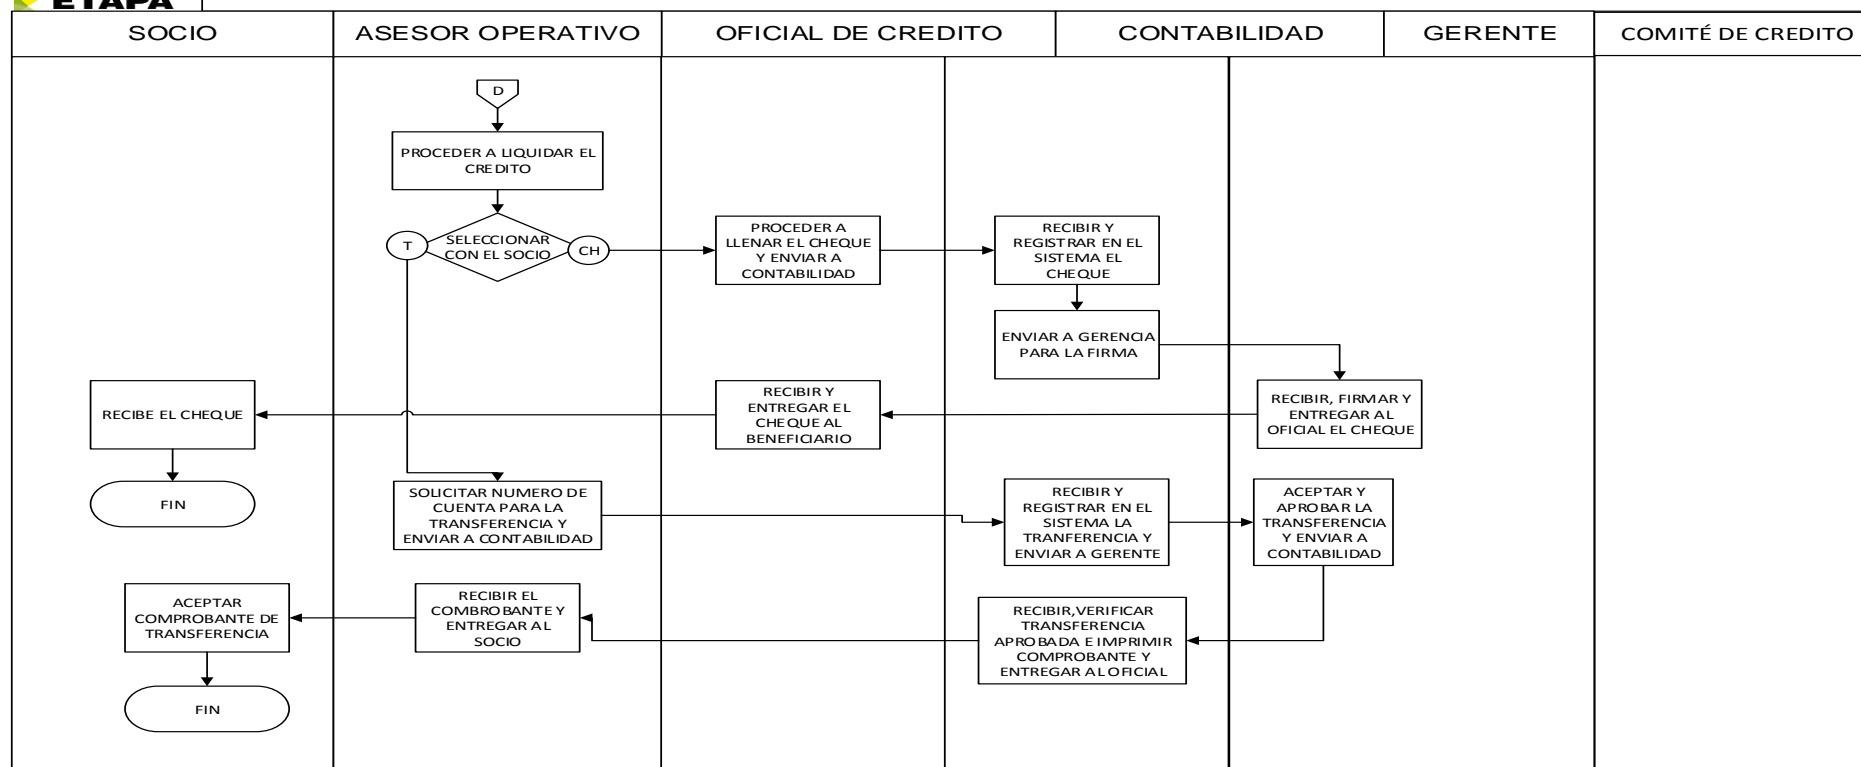 ETAPA
SOCIO
ASESOR OPERATIVO
OFICIAL DE CREDITO
CONTABILIDAD
GERENTE
COMITÉ DE CREDITO
D
PROCEDER A LIQUIDAR EL
CREDITO
T
SELECCIONAR
CON EL SOCIO
CH
PROCEDER A
LLENAR EL CHEQUE
Y ENVIAR A
CONTABILIDAD
RECIBIR Y
REGISTRAR EN EL
SISTEMA EL
CHEQUE
ENVIAR A GERENCIA
PARA LA FIRMA
RECIBE EL CHEQUE
RECIBIR Y
ENTREGAR EL
CHEQUE AL
BENEFICIARIO
RECIBIR, FIRMAR Y
ENTREGAR AL
OFICIAL EL CHEQUE
FIN
SOLICITAR NUMERO DE
CUENTA PARA LA
TRANSFERENCIA Y
ENVIAR A CONTABILIDAD
RECIBIR Y
REGISTRAR EN EL
SISTEMA LA
TRANFERENCIA Y
ENVIAR A GERENTE
ACEPTAR Y
APROBAR LA
TRANSFERENCIA
Y ENVIAR A
CONTABILIDAD
ACEPTAR
COMPROBANTE DE
TRANSFERENCIA
RECIBIR EL
COMBROBANTE Y
ENTREGAR AL
SOCIO
RECIBIR,VERIFICAR
TRANSFERENCIA
APROBADA E IMPRIMIR
COMPROBANTE Y
ENTREGAR AL OFICIAL
FIN